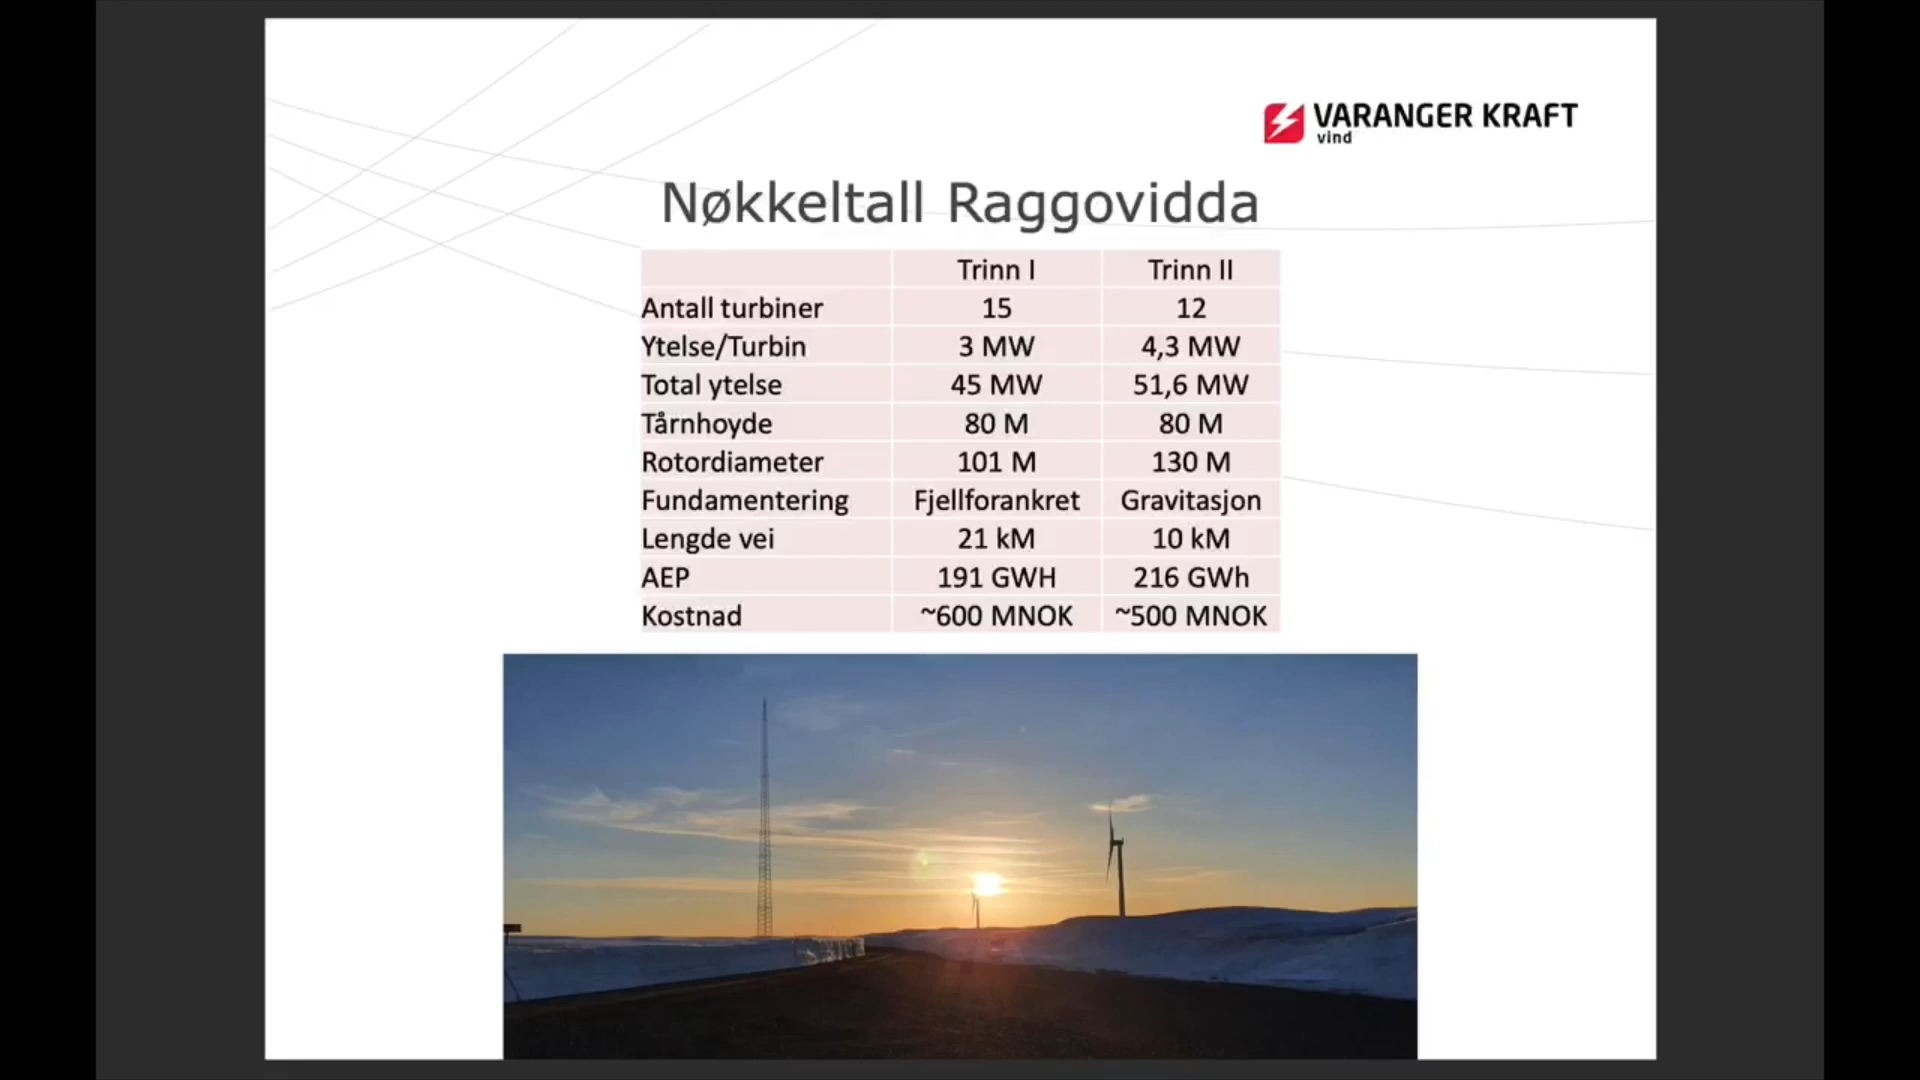 VARANGER KRAFT
vind
Nøkkeltall Raggovidda
Trinn I Trinn II
Antall turbiner 15 12
Ytelse/Turbin 3 MW 4,3 MW
Total ytelse 45 MW 51,6 MW
Tårnhoyde 80 M 80 M
Rotordiameter 101 M 130 M
Fundamentering Fjellforankret Gravitasjon
Lengde vei 21 kM 10 kM
AEP 191 GWH 216 GWh
Kostnad ~600 MNOK ~500 MNOK